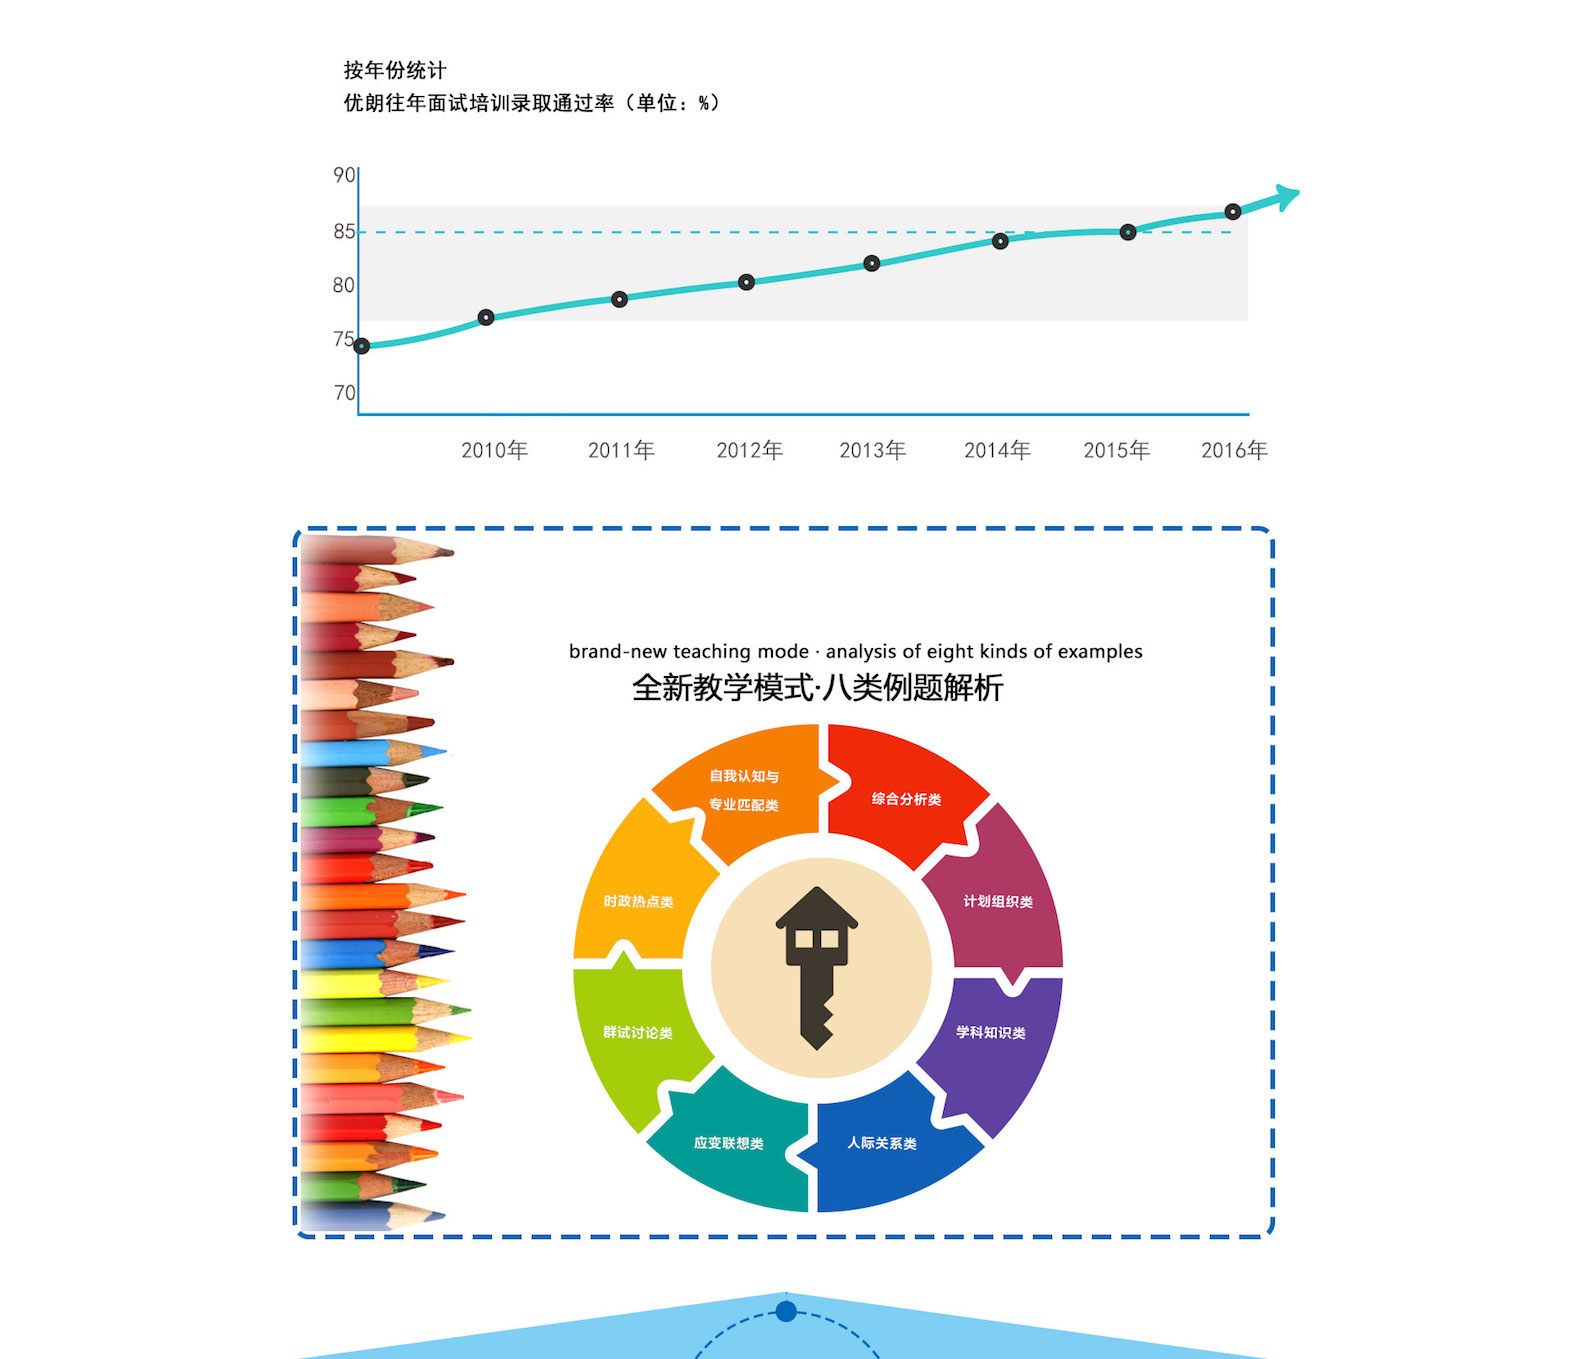 按年份统计
优朗往年面试培训录取通过率（单位：%）
90
85
80
75
70
2010年
2011年
2012年
2013年
2014年
2015年
2016年
brand-new teaching mode · analysis of eight kinds of examples
全新教学模式·八类例题解析
自我认知与
专业匹配类
综合分析类
时政热点类
计划组织类
群试讨论类
学科知识类
应变联想类
人际关系类